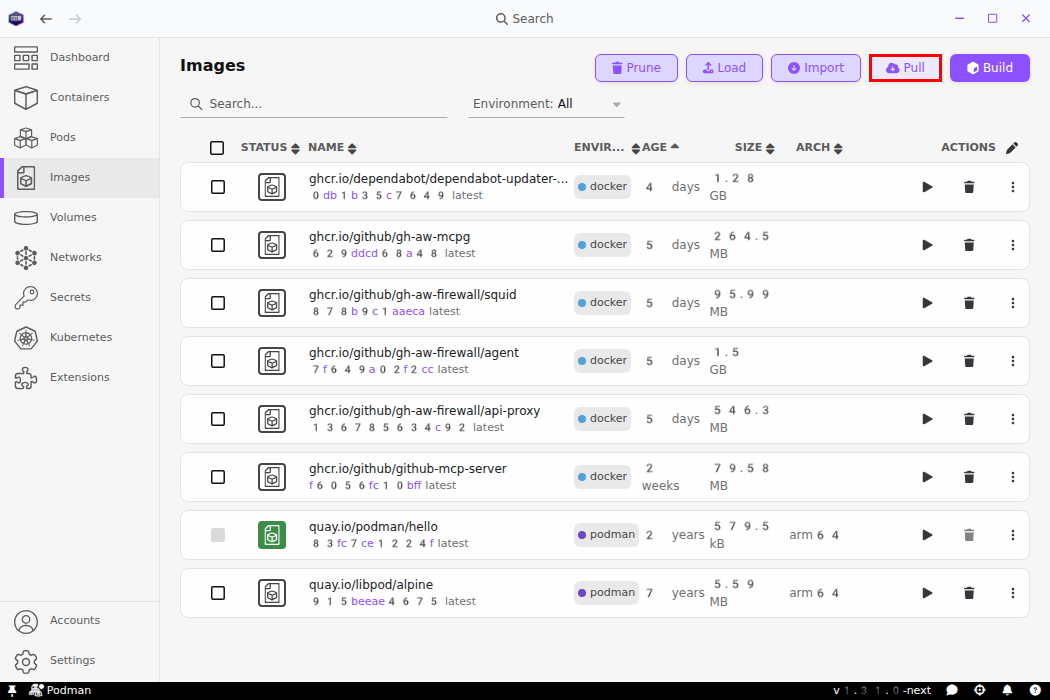 Search
Dashboard
Containers
Pods
Images
Volumes
Networks
Secrets
Kubernetes
Extensions
Accounts
Settings
Images
Prune
Load
Import
Pull
Build
Search...
Environment: All
STATUS NAME ENVIR... AGE SIZE ARCH ACTIONS
ghcr.io/dependabot/dependabot-updater-...
0db1b35c7649 latest
docker
4 days
1.28 GB
ghcr.io/github/gh-aw-mcpg
629ddcd68a48 latest
docker
5 days
264.5 MB
ghcr.io/github/gh-aw-firewall/squid
878b9c1aaeca latest
docker
5 days
95.99 MB
ghcr.io/github/gh-aw-firewall/agent
7f649a02f2cc latest
docker
5 days
1.5 GB
ghcr.io/github/gh-aw-firewall/api-proxy
136785634c92 latest
docker
5 days
546.3 MB
ghcr.io/github/github-mcp-server
f6056fc10bff latest
docker
2 weeks
79.58 MB
quay.io/podman/hello
83fc7ce1224f latest
podman
2 years
579.5 kB
arm64
quay.io/libpod/alpine
915beeae4675 latest
podman
7 years
5.59 MB
arm64
Podman
v1.31.0-next